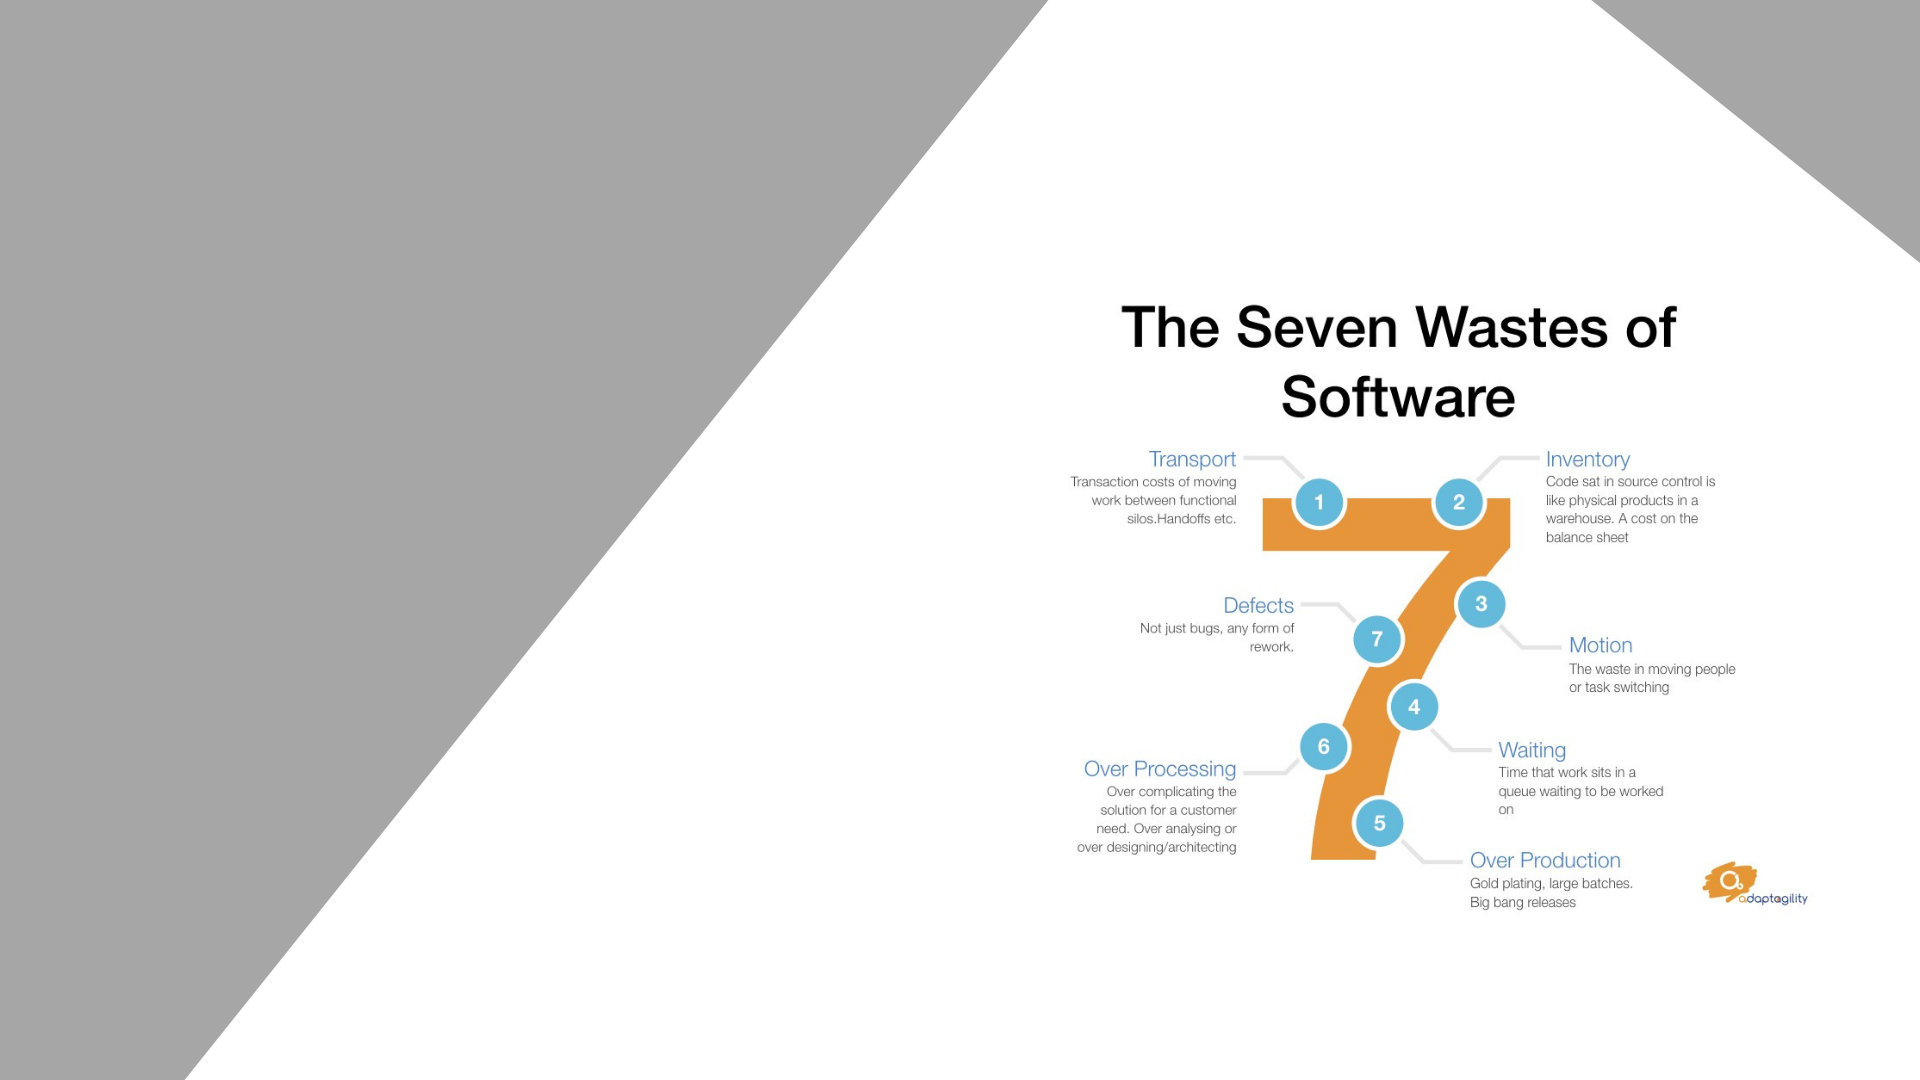 The Seven Wastes of
Software
Transport
Transaction costs of moving
work between functional
silos.Handoffs etc.
1
2
Inventory
Code sat in source control is
like physical products in a
warehouse. A cost on the
balance sheet
3
Motion
The waste in moving people
or task switching
4
Waiting
Time that work sits in a
queue waiting to be worked
on
5
Over Production
Gold plating, large batches.
Big bang releases
6
Over Processing
Over complicating the
solution for a customer
need. Over analysing or
over designing/architecting
7
Defects
Not just bugs, any form of
rework.
adaptagility